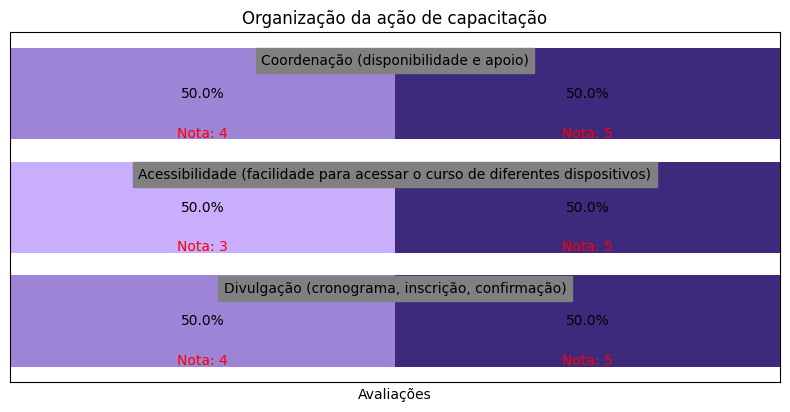 Organização da ação de capacitação
Coordenação (disponibilidade e apoio)
50.0% 50.0%
Nota: 4 Nota: 5
Acessibilidade (facilidade para acessar o curso de diferentes dispositivos)
50.0% 50.0%
Nota: 3 Nota: 5
Divulgação (cronograma, inscrição, confirmação)
50.0% 50.0%
Nota: 4 Nota: 5
Avaliações